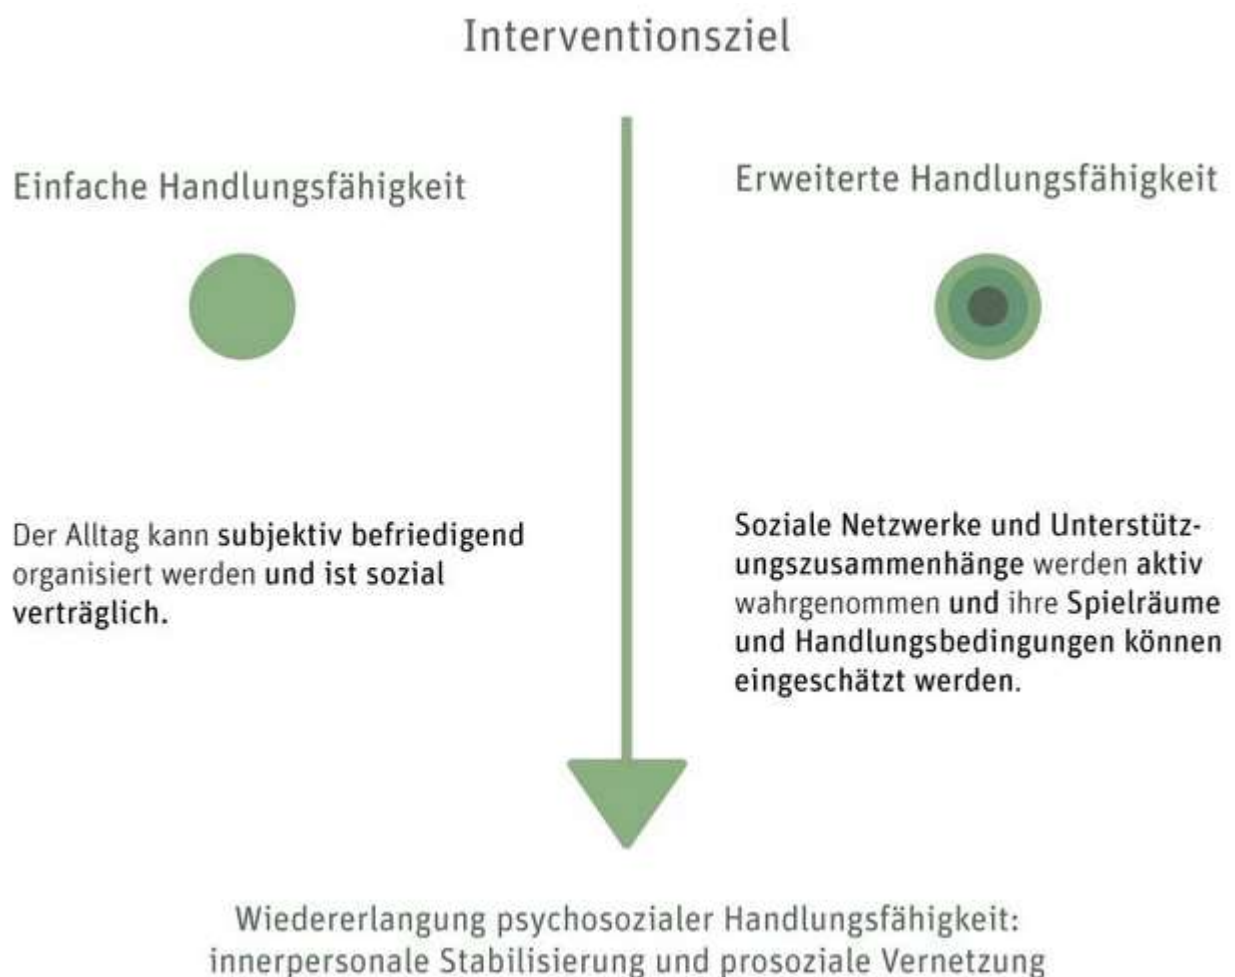 Interventionsziel
Einfache Handlungsfähigkeit
Der Alltag kann subjektiv befriedigend
organisiert werden und ist sozial
verträglich.
Erweiterte Handlungsfähigkeit
Soziale Netzwerke und Unterstütz-
ungszusammenhänge werden aktiv
wahrgenommen und ihre Spielräume
und Handlungsbedingungen können
eingeschätzt werden.
Wiedererlangung psychosozialer Handlungsfähigkeit:
innerpersonale Stabilisierung und prosoziale Vernetzung